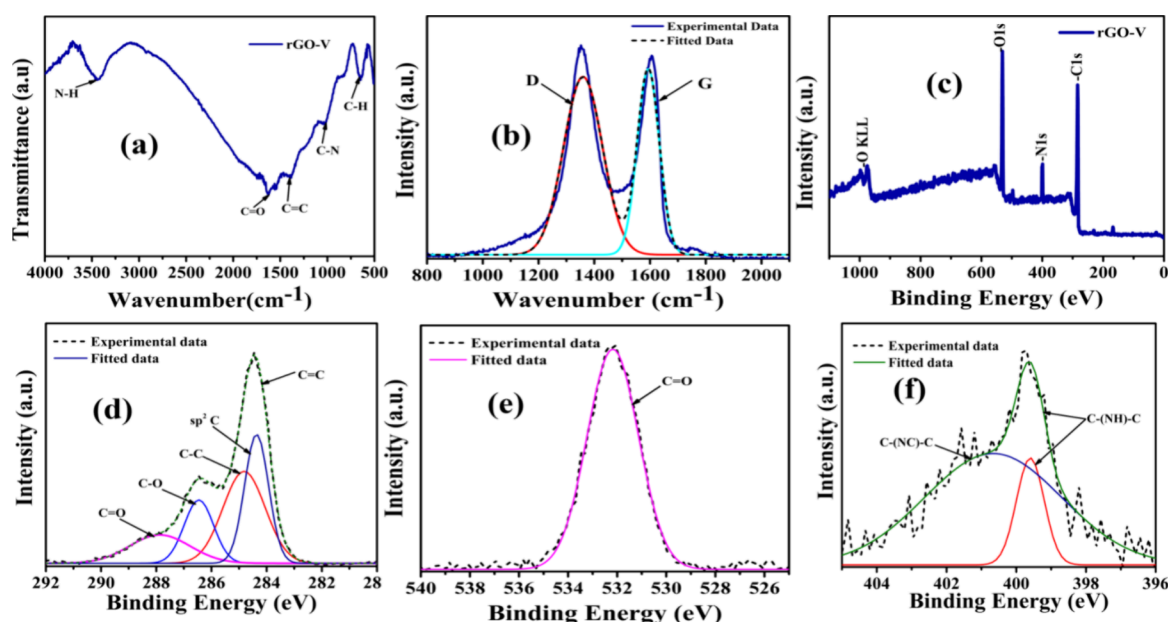 rGO-V
N-H
(a)
C-H
C-N
C=O
C=C
Transmittance (a.u)
4000 3500 3000 2500 2000 1500 1000 500
Wavenumber(cm-1)
Experimental Data
Fitted Data
D
G
(b)
Intensity (a.u.)
800 1000 1200 1400 1600 1800 2000
Wavenumber (cm-1)
rGO-V
-O1s
-C1s
(c)
-N1s
-O KLL
Intensity (a.u.)
1000 800 600 400 200 0
Binding Energy (eV)
Experimental data
Fitted data
C=C
(d)
sp2 C
C-C
C-O
C=O
Intensity (a.u.)
292 290 288 286 284 282 28
Binding Energy (eV)
Experimental data
Fitted data
C=O
(e)
Intensity (a.u.)
540 538 536 534 532 530 528 526
Binding Energy (eV)
Experimental data
Fitted data
(f)
C-(NH)-C
C-(NC)-C
Intensity (a.u.)
404 402 400 398 396
Binding Energy (eV)